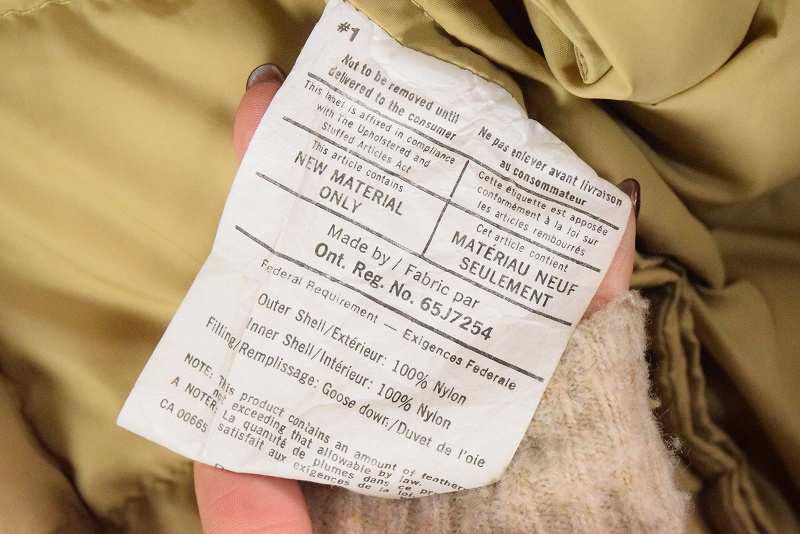 #1
Not to be removed until
delivered to the consumer
Ne pas enlever avant livraison
au consommateur
This label is affixed in compliance
with The Upholstered and
Stuffed Articles Act
Cette étiquette est apposée
conformément à la loi sur
les articles rembourrés
This article contains
NEW MATERIAL
ONLY
Cet article contient
MATÉRIAU NEUF
SEULEMENT
Made by / Fabric par
Ont. Reg. No. 65J7254
Federal Requirement — Exigences Federale
Outer Shell/Extérieur: 100% Nylon
Inner Shell/Intérieur: 100% Nylon
Filling/Remplissage: Goose down/Duvet de l'oie
NOTE: This product contains an amount of feather
not exceeding that allowable by law.
A NOTER: La quantité de plumes dans ce
satisfait aux exigences de la loi
CA 00665